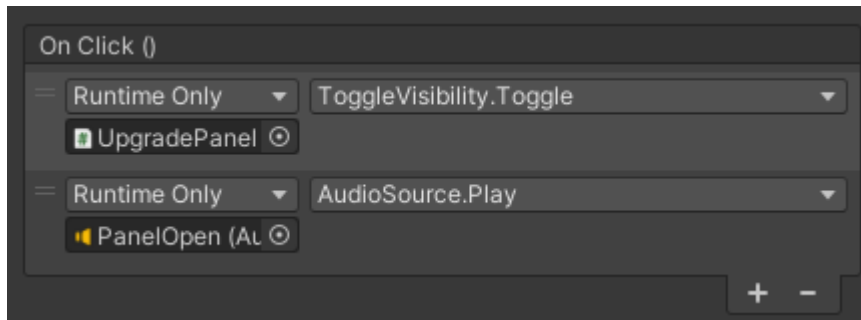 On Click ()
Runtime Only ToggleVisibility.Toggle
UpgradePanel
Runtime Only AudioSource.Play
PanelOpen (Au